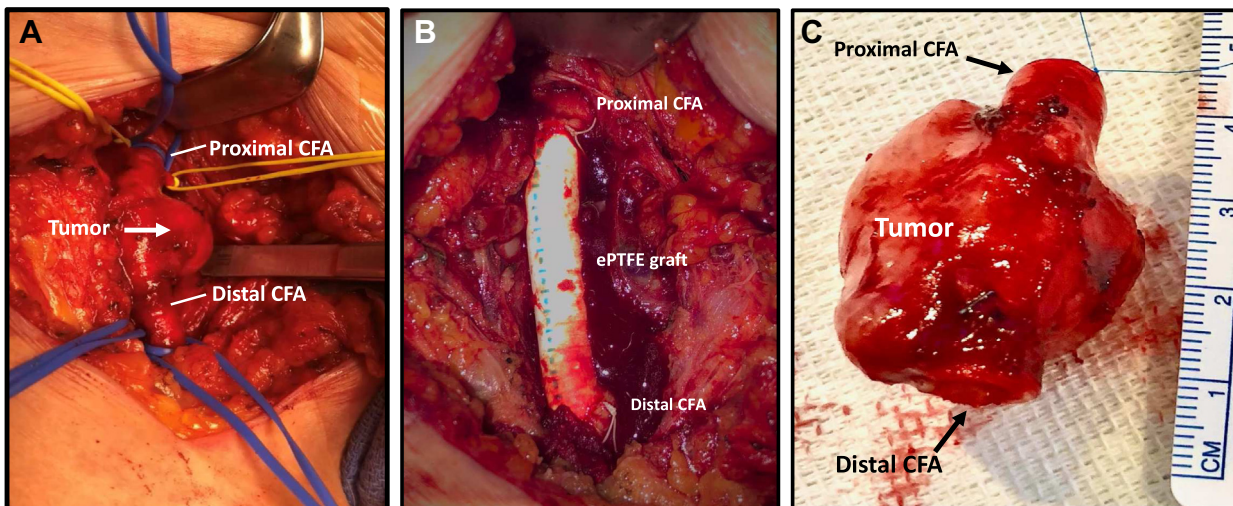 A
Proximal CFA
Tumor
Distal CFA
B
Proximal CFA
ePTFE graft
Distal CFA
C
Proximal CFA
Tumor
Distal CFA
5
4
3
2
1
CM